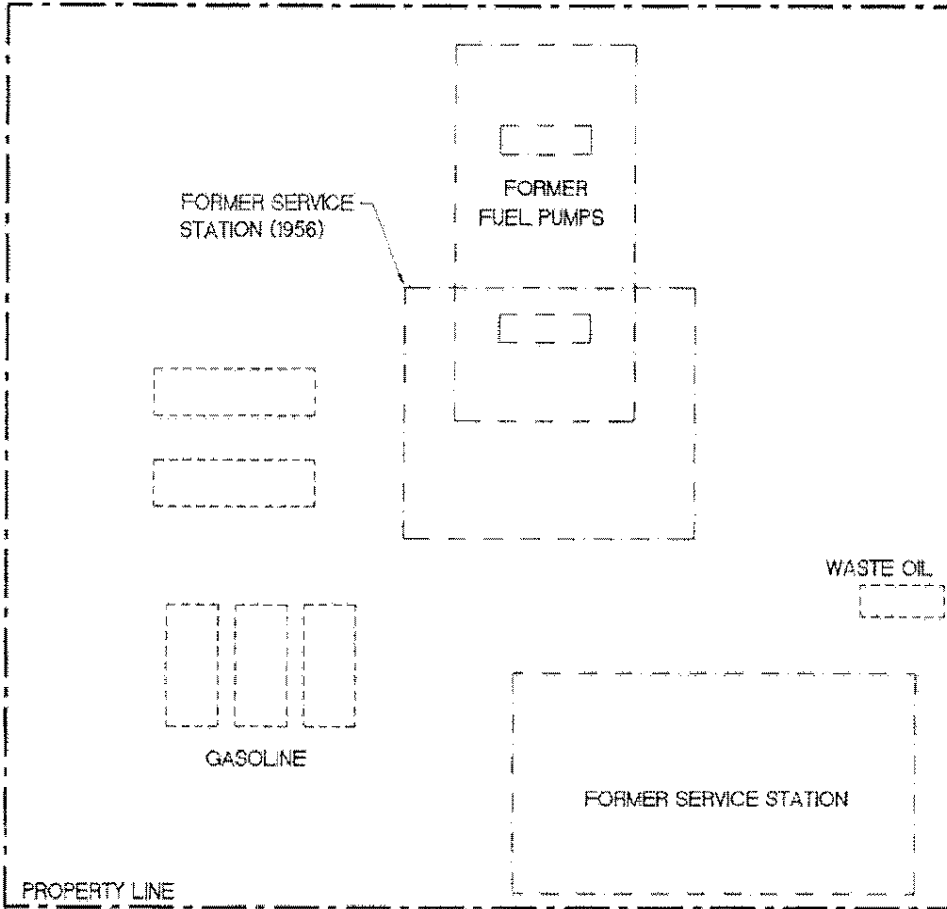 FORMER SERVICE
STATION (1956)
FORMER
FUEL PUMPS
WASTE OIL
GASOLINE
FORMER SERVICE STATION
PROPERTY LINE